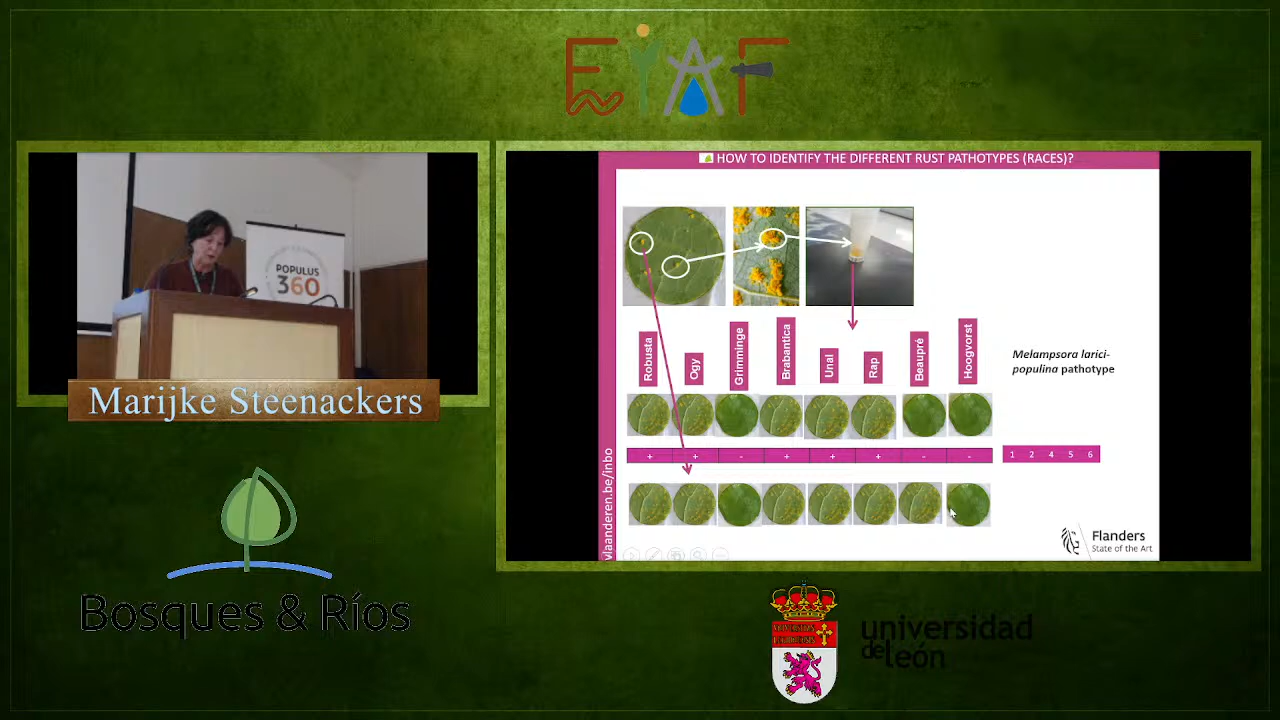 EIAF
HOW TO IDENTIFY THE DIFFERENT RUST PATHOTYPES (RACES)?
POPULUS
360
Marijke Steenackers
Robusta
Ogy
Grimminge
Brabantica
Unal
Rap
Beaupré
Hoogvorst
Melampsora larici-
populina pathotype
+ + - + + + - -
1 2 4 5 6
vlaanderen.be/inbo
Flanders
State of the Art
Bosques & Ríos
universidad
de león